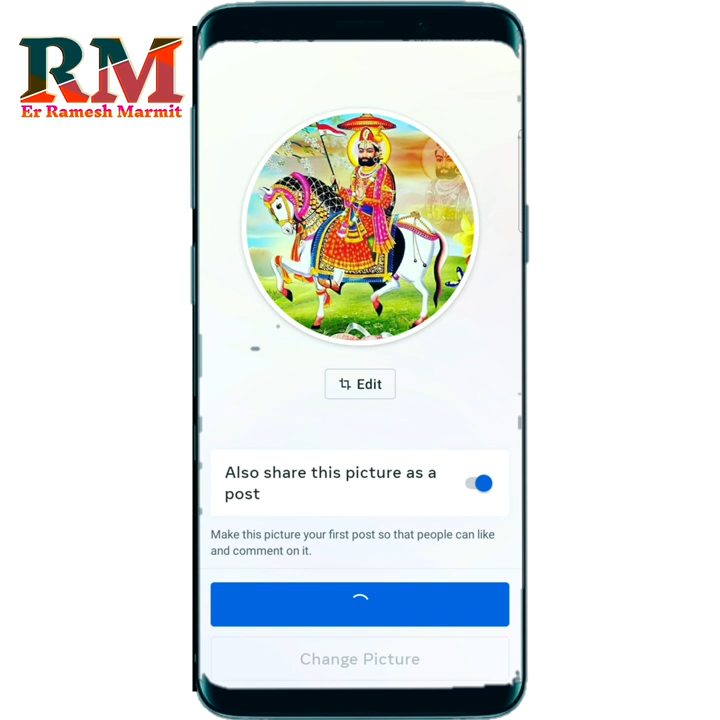 RM
Er Ramesh Marmit
Edit
Also share this picture as a
post
Make this picture your first post so that people can like
and comment on it.
Change Picture